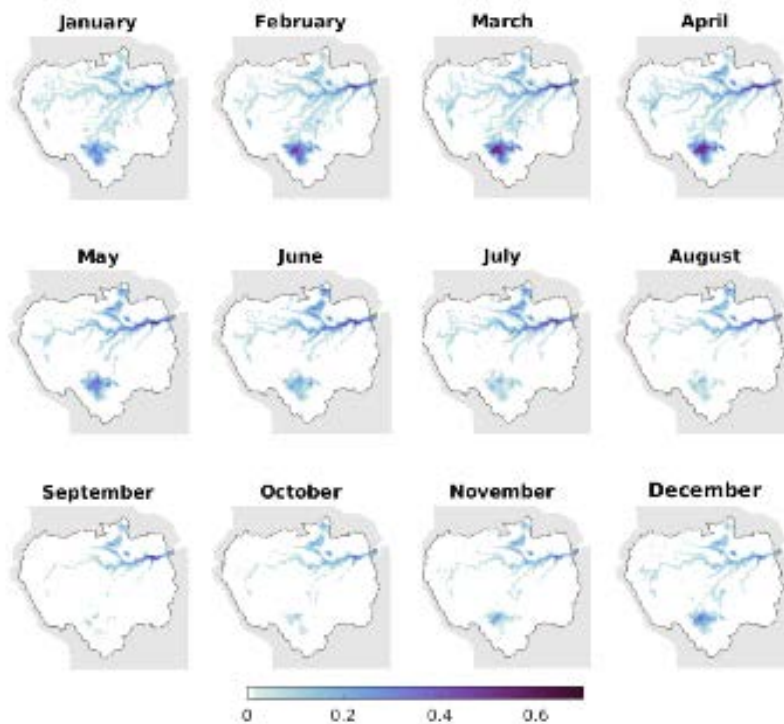 January February March April
May June July August
September October November December
0 0.2 0.4 0.6